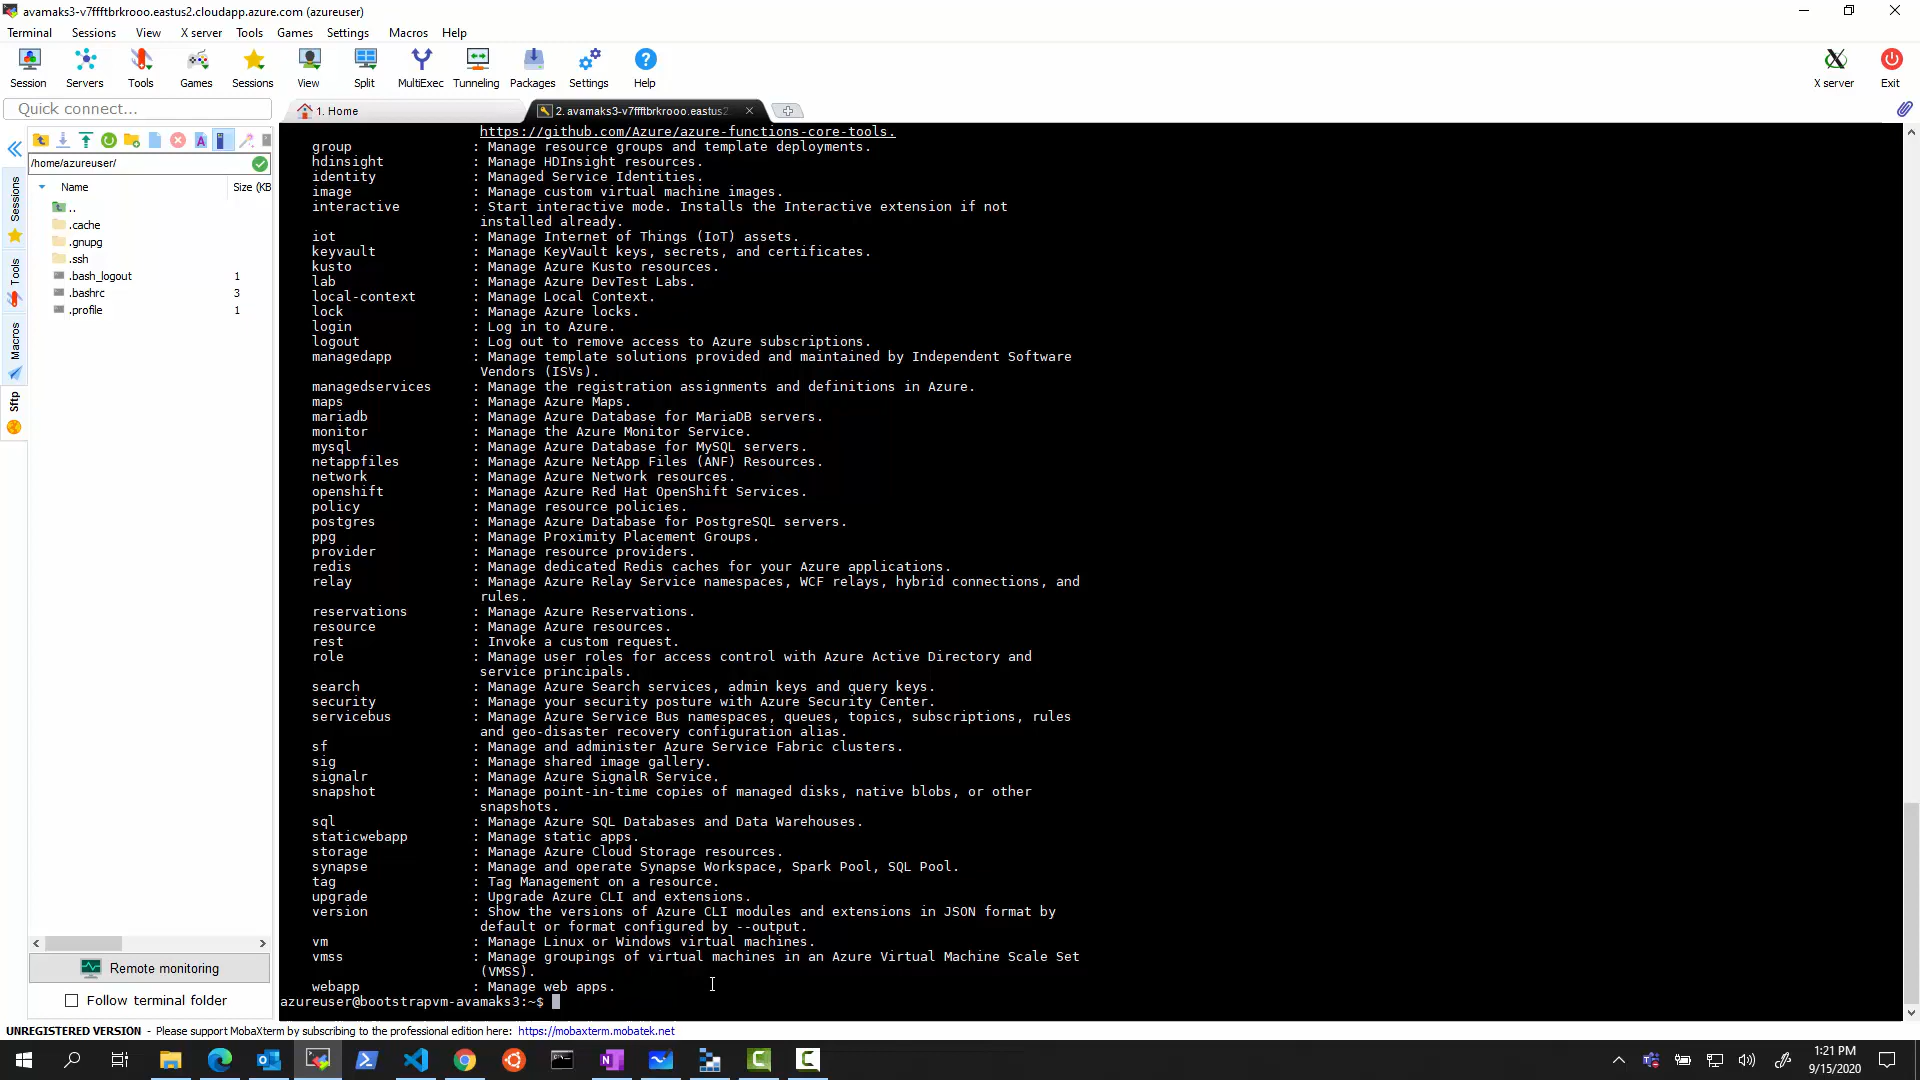 avamaks3-v7ffftbrkrooo.eastus2.cloudapp.azure.com (azureuser)
Terminal Sessions View X server Tools Games Settings Macros Help
Session Servers Tools Games Sessions View Split MultiExec Tunneling Packages Settings Help X server Exit
Quick connect...
1. Home
2. avamaks3-v7ffftbrkrooo.eastus2
/home/azureuser/
Name Size (KB
..
.cache
.gnupg
.ssh
.bash_logout 1
.bashrc 3
.profile 1
Sessions
Tools
Macros
Sftp
Remote monitoring
Follow terminal folder
https://github.com/Azure/azure-functions-core-tools.
group : Manage resource groups and template deployments.
hdinsight : Manage HDInsight resources.
identity : Managed Service Identities.
image : Manage custom virtual machine images.
interactive : Start interactive mode. Installs the Interactive extension if not
installed already.
iot : Manage Internet of Things (IoT) assets.
keyvault : Manage KeyVault keys, secrets, and certificates.
kusto : Manage Azure Kusto resources.
lab : Manage Azure DevTest Labs.
local-context : Manage Local Context.
lock : Manage Azure locks.
login : Log in to Azure.
logout : Log out to remove access to Azure subscriptions.
managedapp : Manage template solutions provided and maintained by Independent Software
Vendors (ISVs).
managedservices : Manage the registration assignments and definitions in Azure.
maps : Manage Azure Maps.
mariadb : Manage Azure Database for MariaDB servers.
monitor : Manage the Azure Monitor Service.
mysql : Manage Azure Database for MySQL servers.
netappfiles : Manage Azure NetApp Files (ANF) Resources.
network : Manage Azure Network resources.
openshift : Manage Azure Red Hat OpenShift Services.
policy : Manage resource policies.
postgres : Manage Azure Database for PostgreSQL servers.
ppg : Manage Proximity Placement Groups.
provider : Manage resource providers.
redis : Manage dedicated Redis caches for your Azure applications.
relay : Manage Azure Relay Service namespaces, WCF relays, hybrid connections, and
rules.
reservations : Manage Azure Reservations.
resource : Manage Azure resources.
rest : Invoke a custom request.
role : Manage user roles for access control with Azure Active Directory and
service principals.
search : Manage Azure Search services, admin keys and query keys.
security : Manage your security posture with Azure Security Center.
servicebus : Manage Azure Service Bus namespaces, queues, topics, subscriptions, rules
and geo-disaster recovery configuration alias.
sf : Manage and administer Azure Service Fabric clusters.
sig : Manage shared image gallery.
signalr : Manage Azure SignalR Service.
snapshot : Manage point-in-time copies of managed disks, native blobs, or other
snapshots.
sql : Manage Azure SQL Databases and Data Warehouses.
staticwebapp : Manage static apps.
storage : Manage Azure Cloud Storage resources.
synapse : Manage and operate Synapse Workspace, Spark Pool, SQL Pool.
tag : Tag Management on a resource.
upgrade : Upgrade Azure CLI and extensions.
version : Show the versions of Azure CLI modules and extensions in JSON format by
default or format configured by --output.
vm : Manage Linux or Windows virtual machines.
vmss : Manage groupings of virtual machines in an Azure Virtual Machine Scale Set
(VMSS).
webapp : Manage web apps.
azureuser@bootstrapvm-avamaks3:~$
UNREGISTERED VERSION - Please support MobaXterm by subscribing to the professional edition here: https://mobaxterm.mobatek.net
1:21 PM
9/15/2020